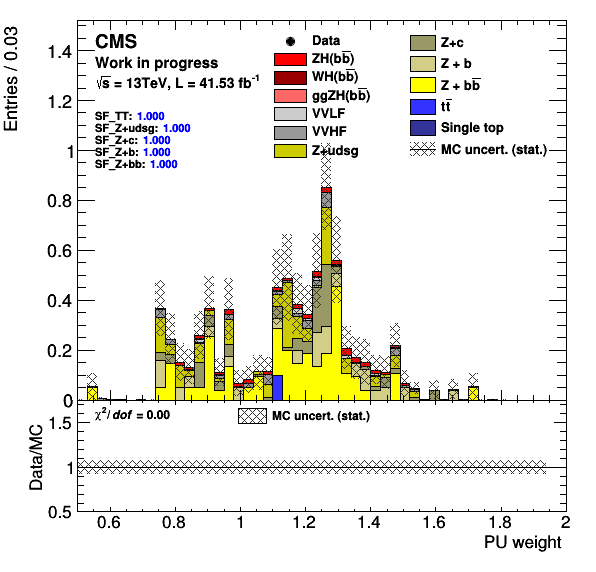 CMS
Work in progress
√s = 13TeV, L = 41.53 fb⁻¹
SF_TT: 1.000
SF_Z+udsg: 1.000
SF_Z+c: 1.000
SF_Z+b: 1.000
SF_Z+bb: 1.000
Data
ZH(bb̅)
WH(bb̅)
ggZH(bb̅)
VVLF
VVHF
Z+udsg
Z+c
Z + b
Z + bb̅
tt̅
Single top
MC uncert. (stat.)
Entries / 0.03
1.4
1.2
1
0.8
0.6
0.4
0.2
0
χ²/dof = 0.00
MC uncert. (stat.)
Data/MC
1.5
1
0.5
0.6
0.8
1
1.2
1.4
1.6
1.8
2
PU weight